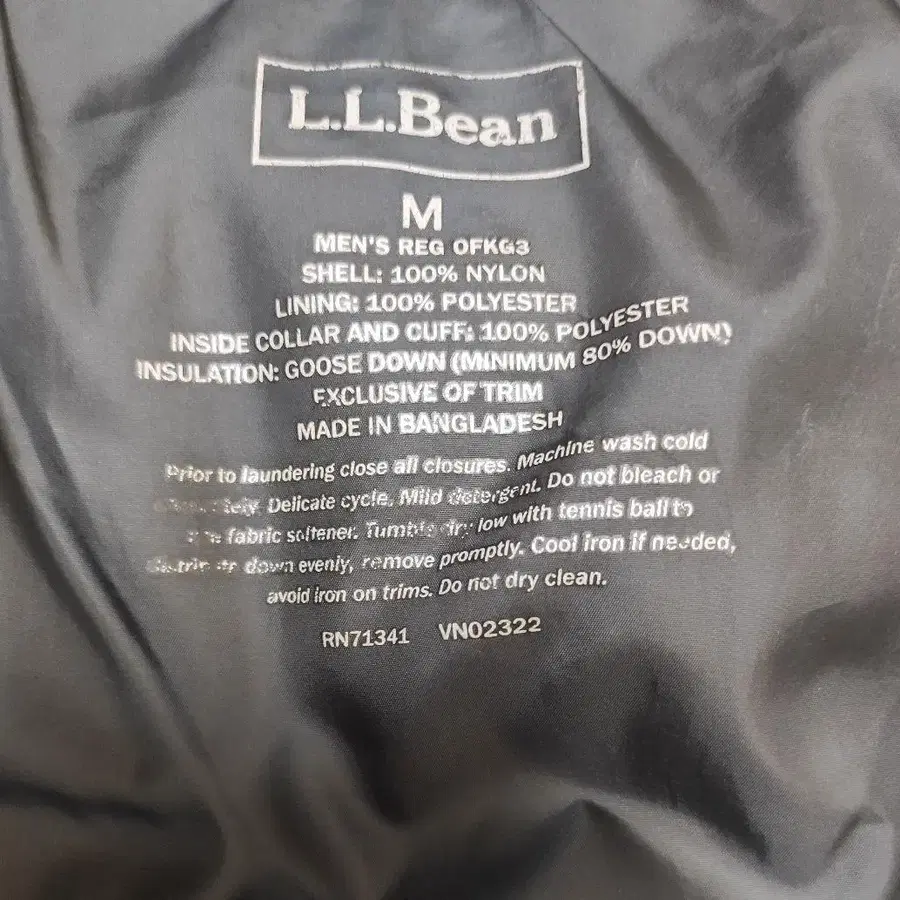 L.L.Bean
M
MEN'S REG OFKG3
SHELL: 100% NYLON
LINING: 100% POLYESTER
INSIDE COLLAR AND CUFF: 100% POLYESTER
INSULATION: GOOSE DOWN (MINIMUM 80% DOWN)
EXCLUSIVE OF TRIM
MADE IN BANGLADESH
Prior to laundering close all closures. Machine wash cold
Delicate cycle. Mild detergent. Do not bleach or
fabric softener. Tumble dry low with tennis ball to
down evenly, remove promptly. Cool iron if needed,
avoid iron on trims. Do not dry clean.
RN71341 VN02322